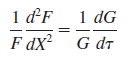 1/F d²F/dX² = 1/G dG/dτ